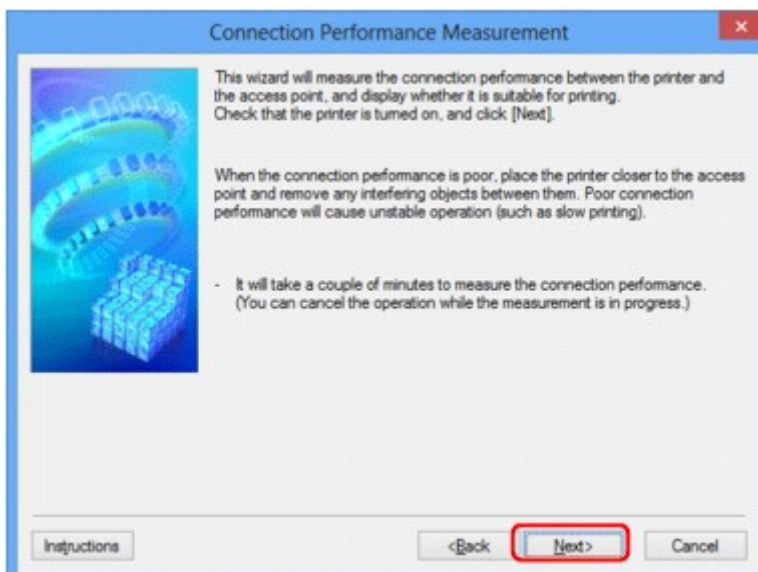 Connection Performance Measurement
This wizard will measure the connection performance between the printer and
the access point, and display whether it is suitable for printing.
Check that the printer is turned on, and click [Next].
When the connection performance is poor, place the printer closer to the access
point and remove any interfering objects between them. Poor connection
performance will cause unstable operation (such as slow printing).
- It will take a couple of minutes to measure the connection performance.
(You can cancel the operation while the measurement is in progress.)
Instructions <Back Next> Cancel